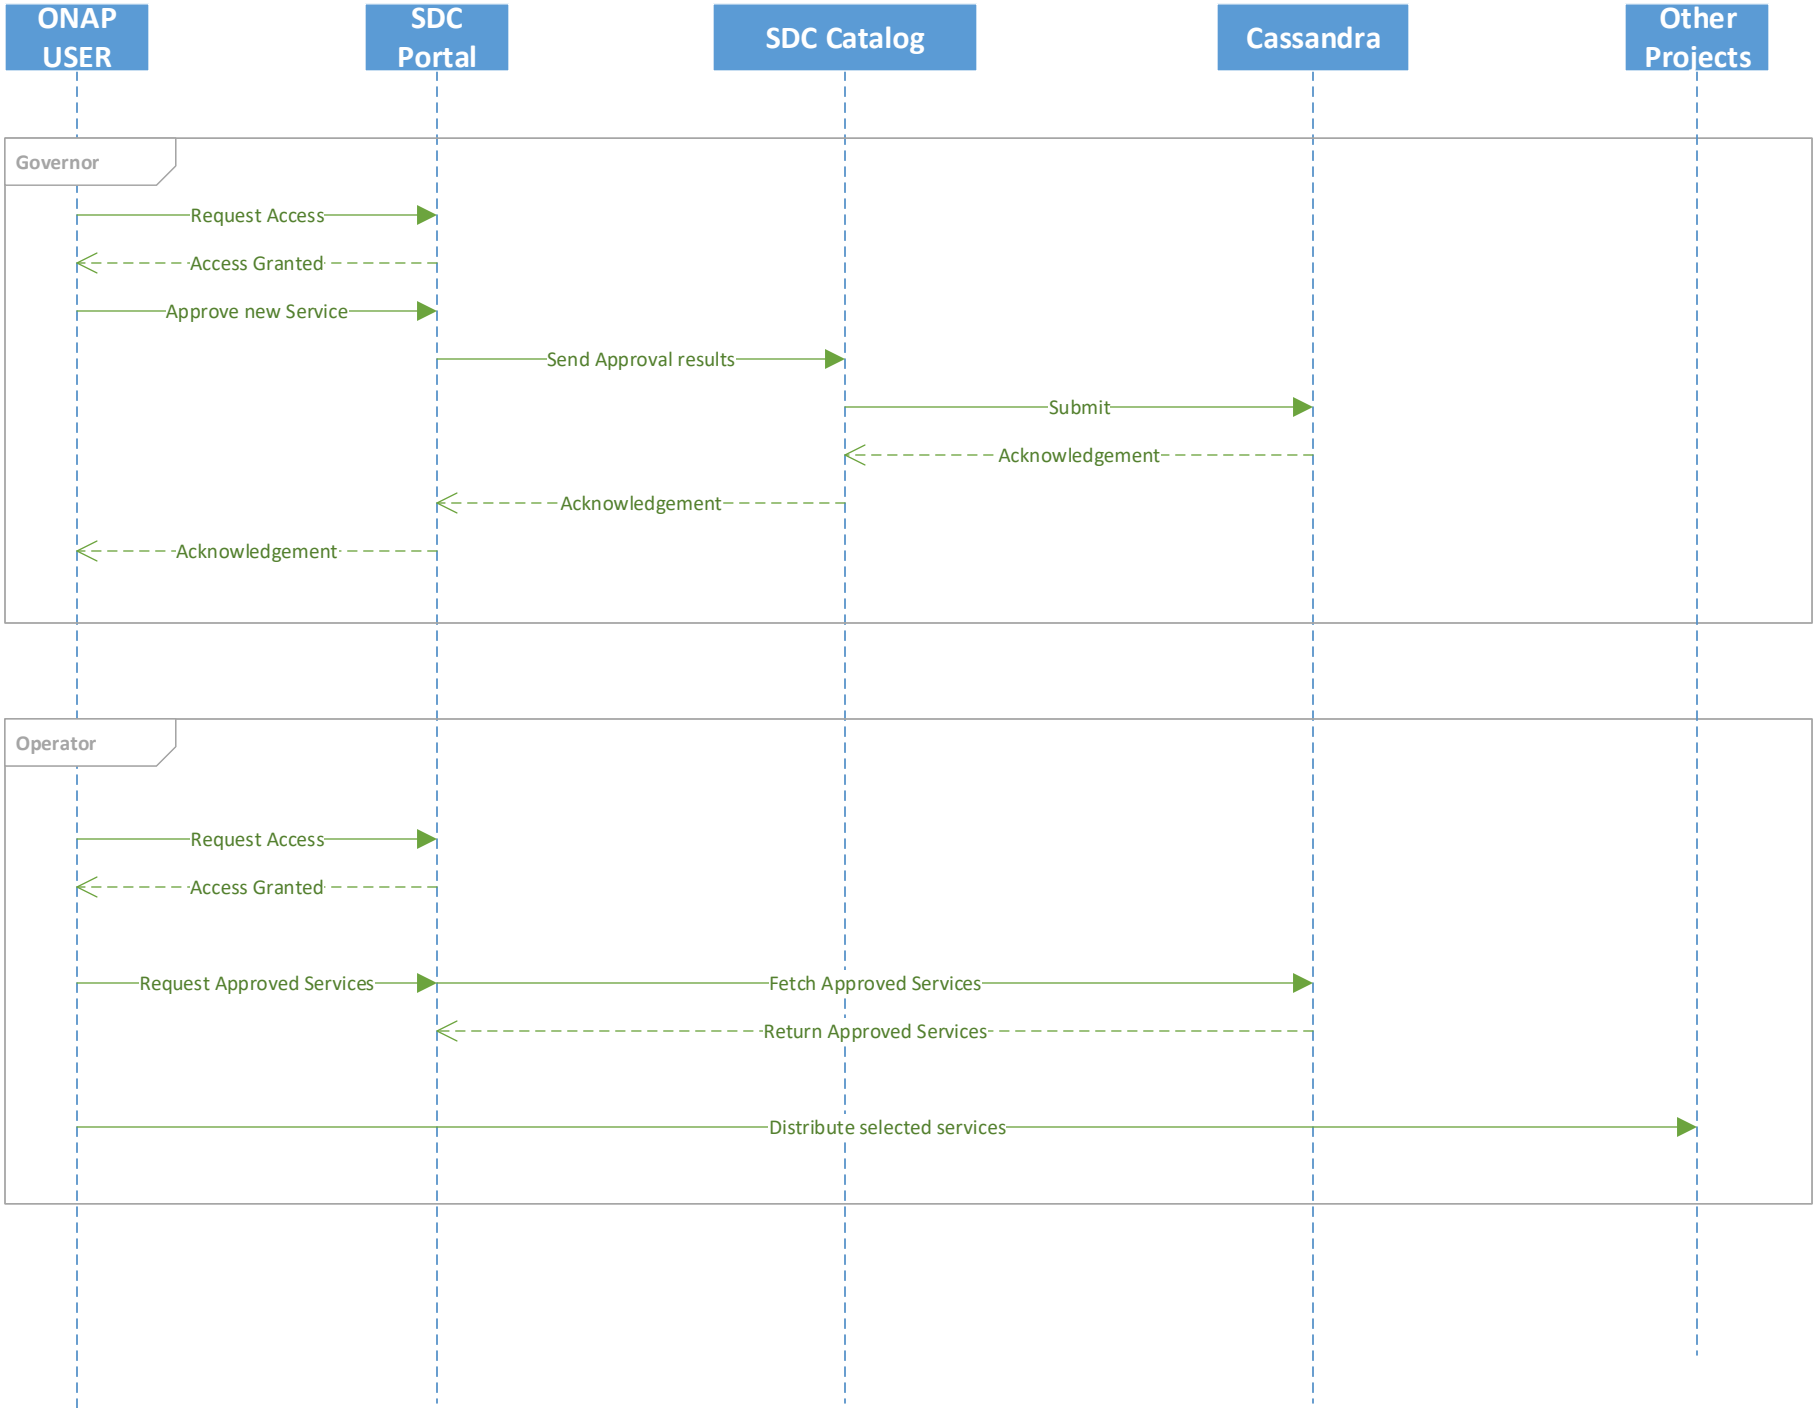 ONAP
USER
SDC
Portal
SDC Catalog
Cassandra
Other
Projects
Governor
Request Access
Access Granted
Approve new Service
Send Approval results
Submit
Acknowledgement
Acknowledgement
Acknowledgement
Operator
Request Access
Access Granted
Request Approved Services
Fetch Approved Services
Return Approved Services
Distribute selected services